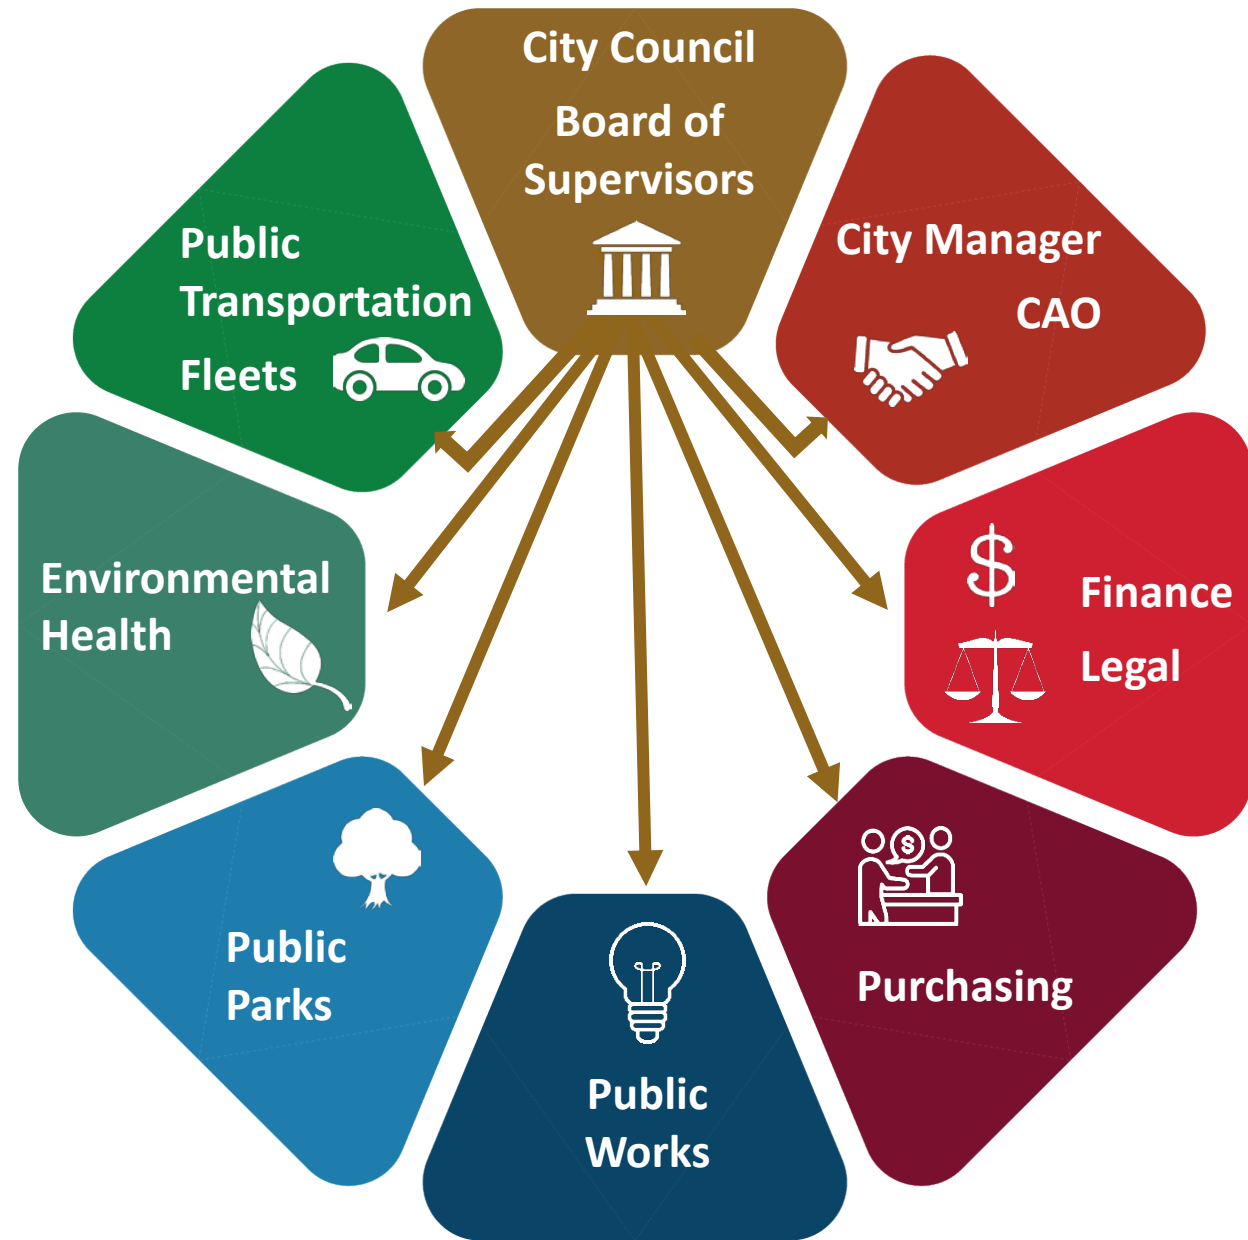 City Council
Board of
Supervisors
City Manager
CAO
$
Finance
Legal
$
Purchasing
Public
Works
Public
Parks
Environmental
Health
Public
Transportation
Fleets